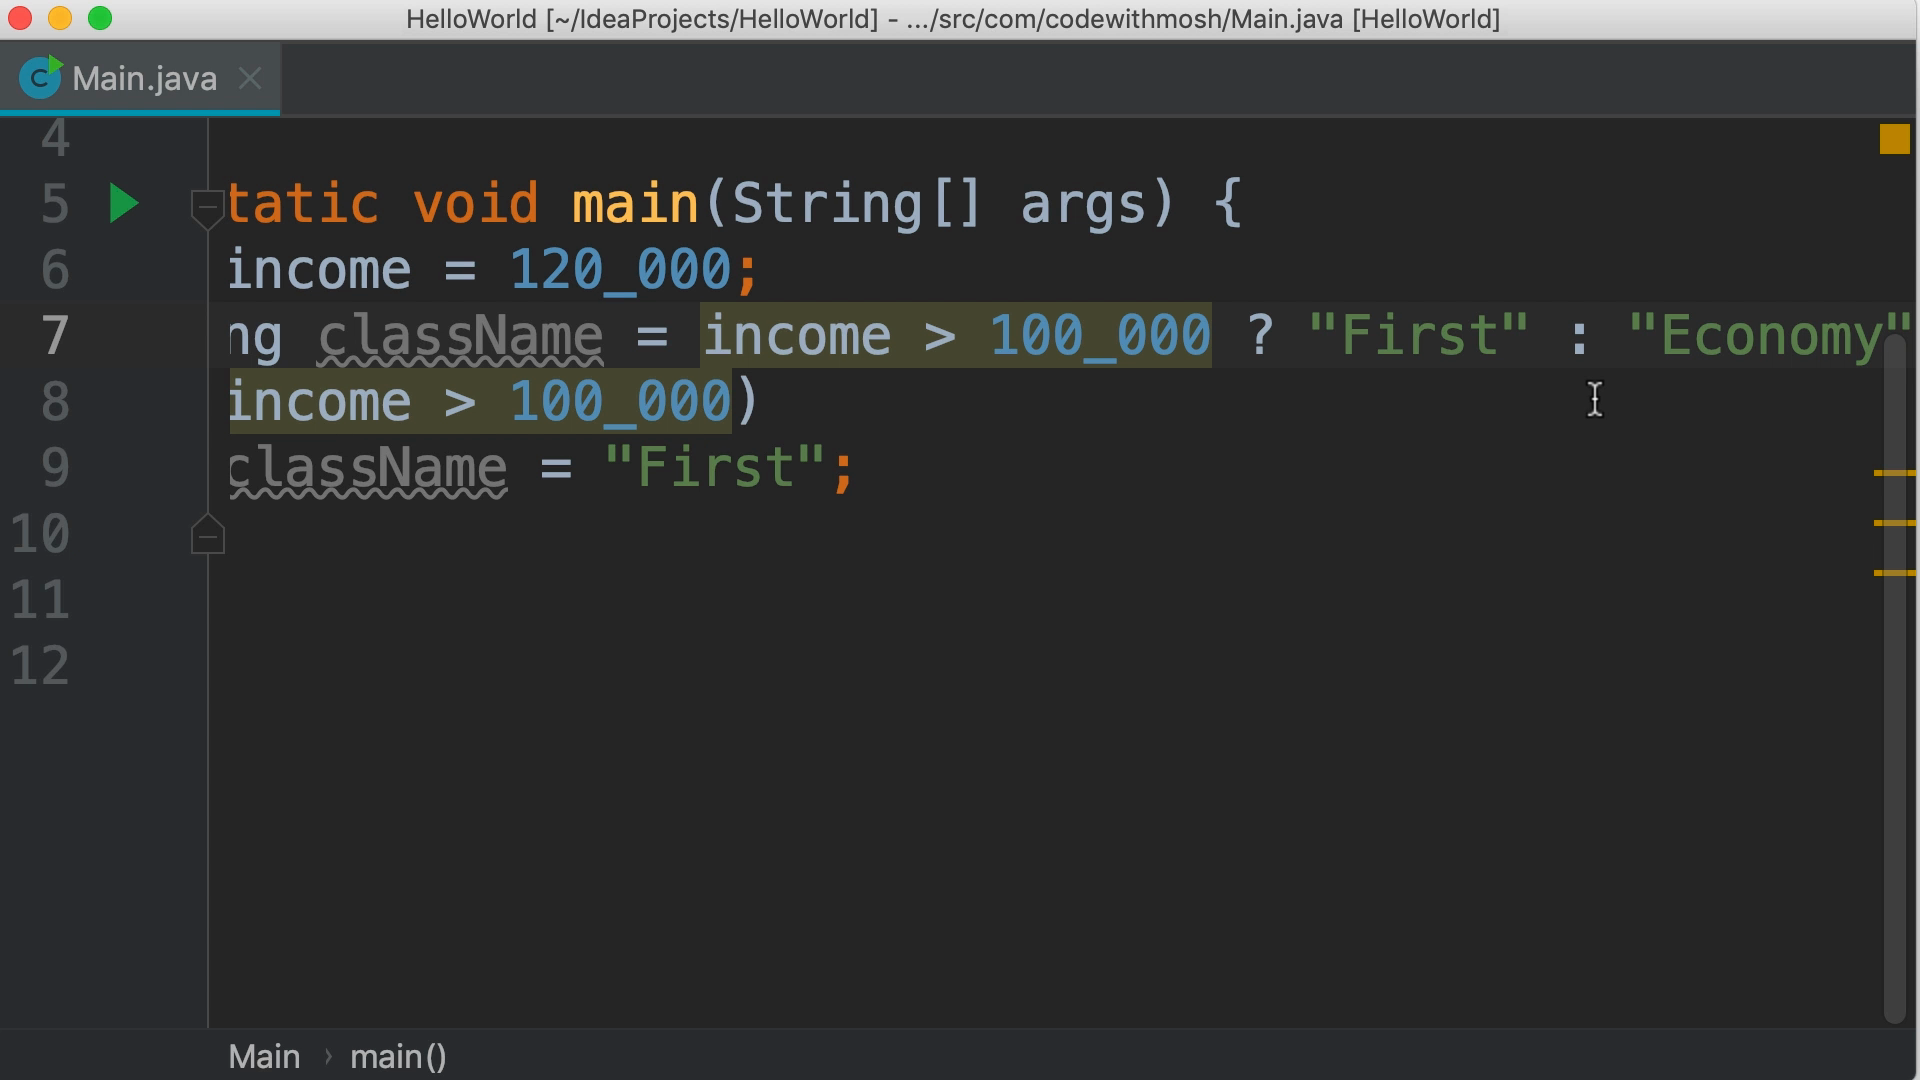 HelloWorld [~/IdeaProjects/HelloWorld] - .../src/com/codewithmosh/Main.java [HelloWorld]
C Main.java
4
5 tatic void main(String[] args) {
6 income = 120_000;
7 ng className = income > 100_000 ? "First" : "Economy"
8 income > 100_000)
9 className = "First";
10
11
12
Main › main()